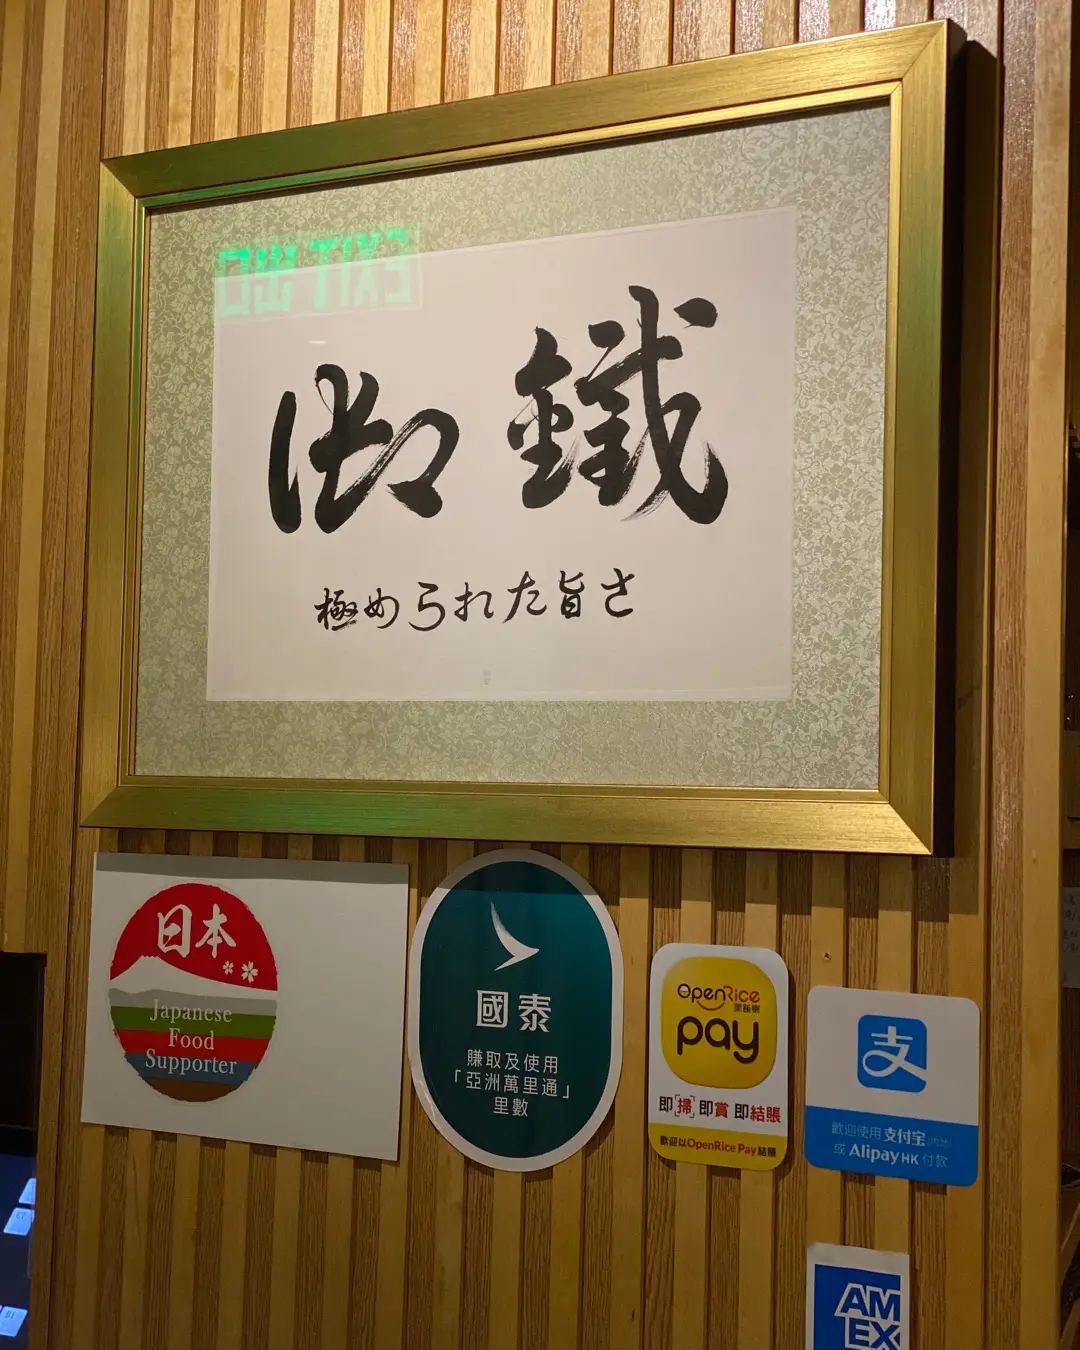 EXIT 出口
御鐵
極められた旨さ
日本
Japanese
Food
Supporter
國泰
賺取及使用
「亞洲萬里通」
里數
OpenRice
開飯喇
pay
即[掃] 即賞 即結賬
歡迎以OpenRice Pay結賬
支
歡迎使用支付宝(内地)
或 AlipayHK 付款
AM
EX